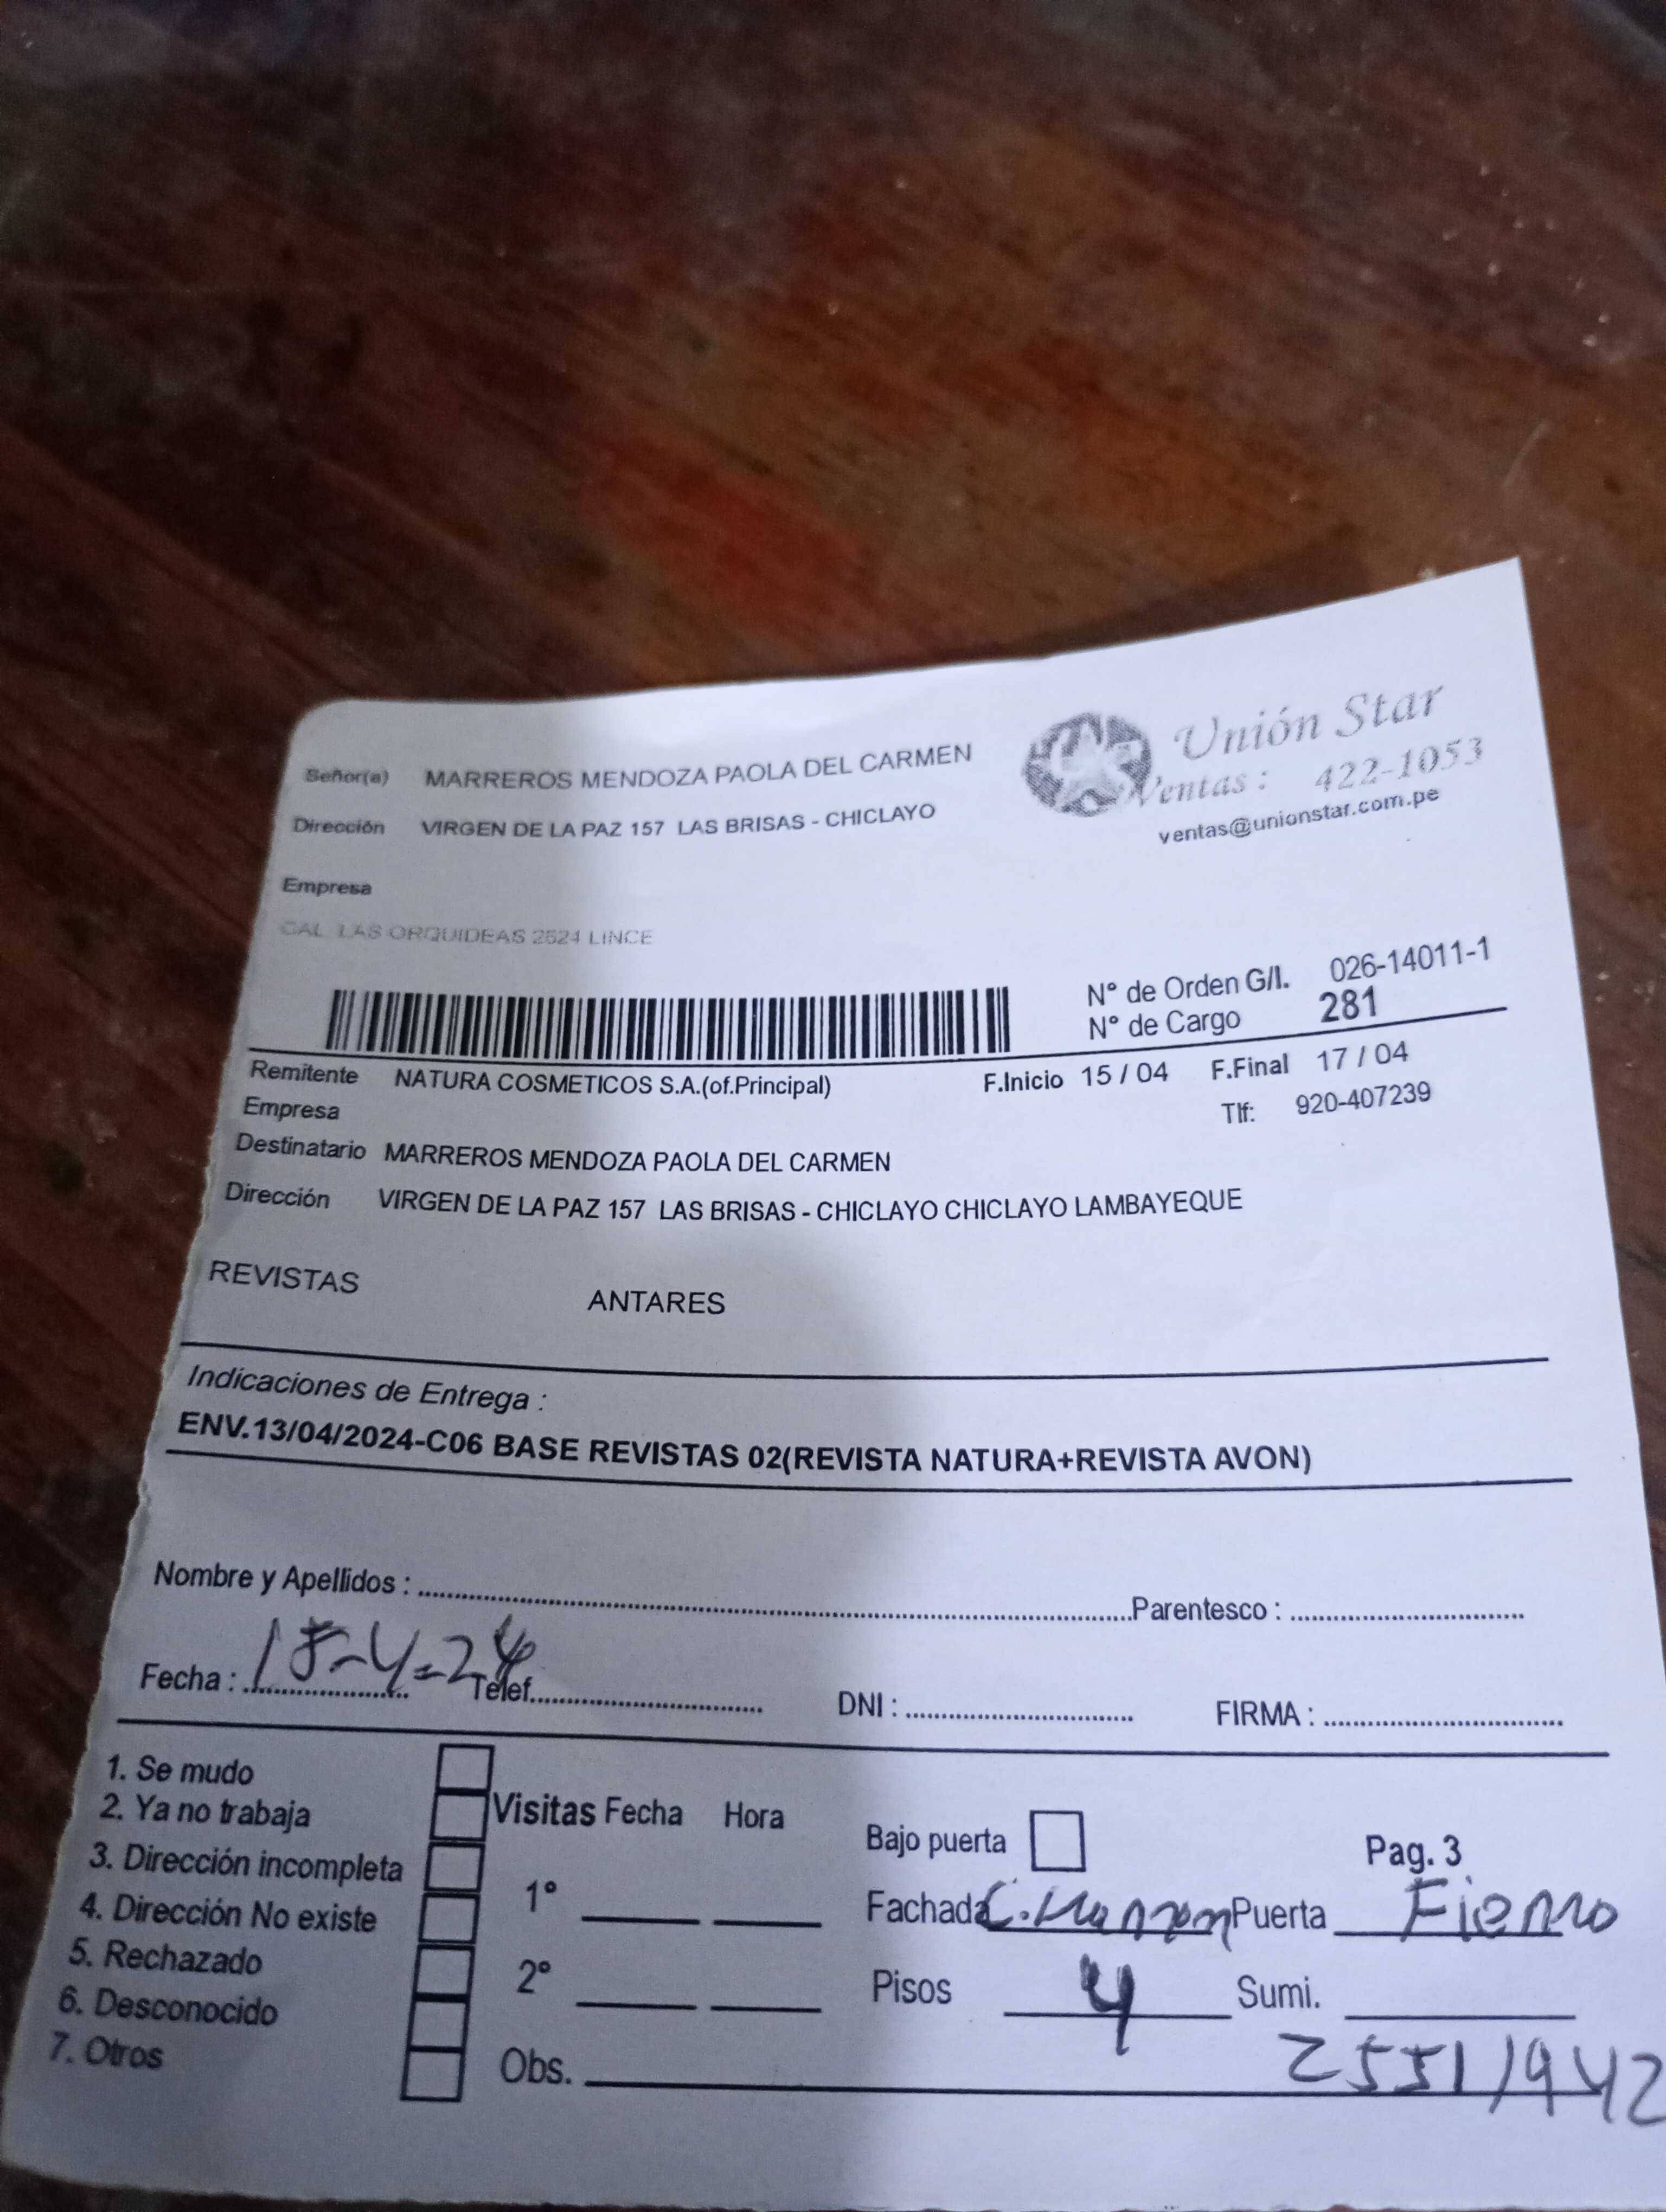 Señor(a) MARREROS MENDOZA PAOLA DEL CARMEN
Dirección VIRGEN DE LA PAZ 157 LAS BRISAS - CHICLAYO
Unión Star
Ventas : 422-1053
ventas@unionstar.com.pe
Empresa
CAL. LAS ORQUIDEAS 2624 LINCE
N° de Orden G/I. 026-14011-1
N° de Cargo 281
Remitente NATURA COSMETICOS S.A.(of.Principal) F.Inicio 15 / 04 F.Final 17 / 04
Empresa Tlf: 920-407239
Destinatario MARREROS MENDOZA PAOLA DEL CARMEN
Dirección VIRGEN DE LA PAZ 157 LAS BRISAS - CHICLAYO CHICLAYO LAMBAYEQUE
REVISTAS ANTARES
Indicaciones de Entrega :
ENV.13/04/2024-C06 BASE REVISTAS 02(REVISTA NATURA+REVISTA AVON)
Nombre y Apellidos : Parentesco :
Fecha : 15-4=24 Telef. DNI : FIRMA :
1. Se mudo
2. Ya no trabaja
3. Dirección incompleta
4. Dirección No existe
5. Rechazado
6. Desconocido
7. Otros
Visitas Fecha Hora
1°
2°
Obs. 2551/942
Bajo puerta Pag. 3
Fachada Puerta Fierro
Pisos 4 Sumi.